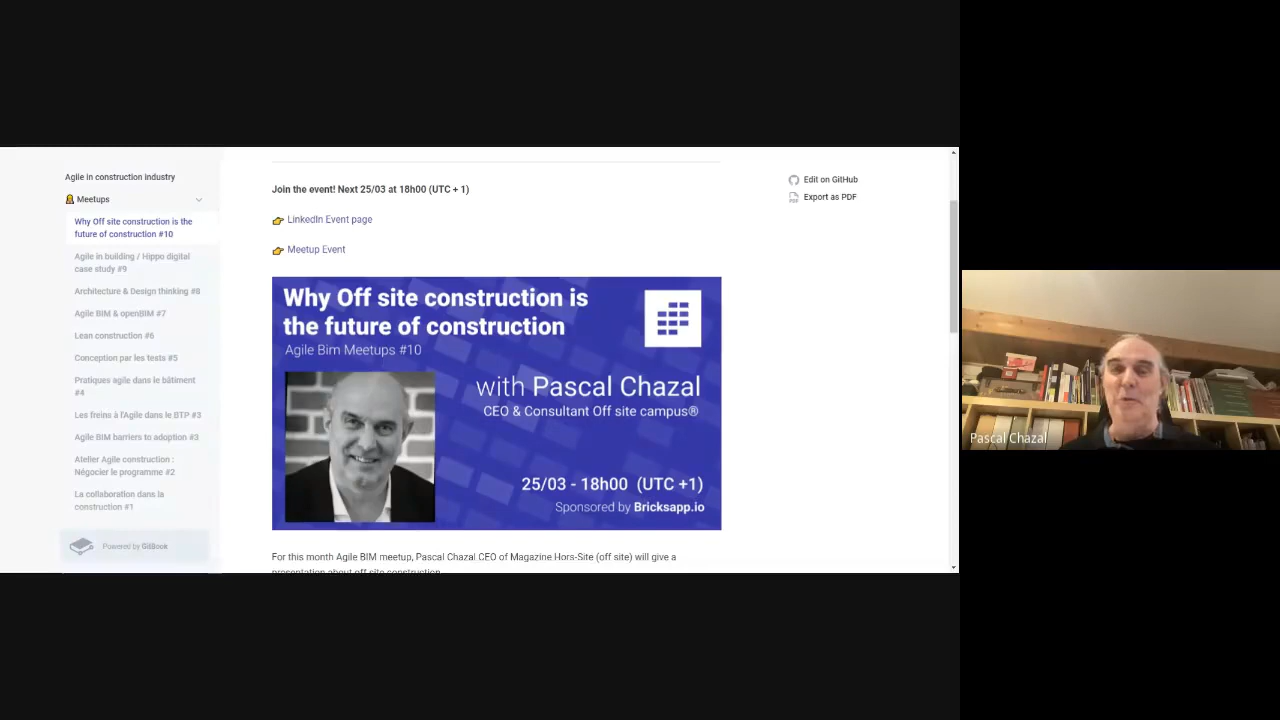 Agile in construction industry
Meetups
Why Off site construction is the
future of construction #10
Agile in building / Hippo digital
case study #9
Architecture & Design thinking #8
Agile BIM & openBIM #7
Lean construction #6
Conception par les tests #5
Pratiques agile dans le bâtiment
#4
Les freins à l'Agile dans le BTP #3
Agile BIM barriers to adoption #3
Atelier Agile construction :
Négocier le programme #2
La collaboration dans la
construction #1
Powered by GitBook
Join the event! Next 25/03 at 18h00 (UTC + 1)
LinkedIn Event page
Meetup Event
Why Off site construction is
the future of construction
Agile Bim Meetups #10
with Pascal Chazal
CEO & Consultant Off site campus®
25/03 - 18h00 (UTC +1)
Sponsored by Bricksapp.io
For this month Agile BIM meetup, Pascal Chazal CEO of Magazine Hors-Site (off site) will give a
presentation about off site construction
Edit on GitHub
PDF
Export as PDF
Pascal Chazal